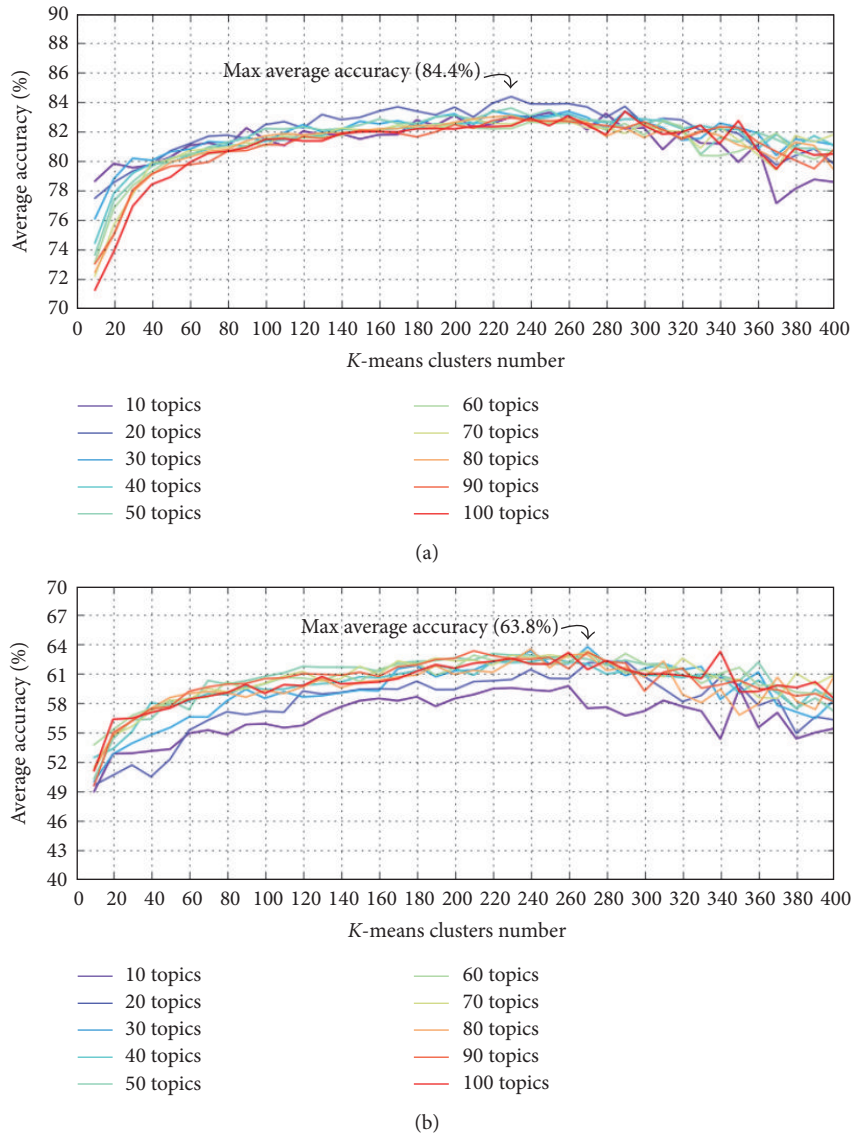 90
88
86
84
82
80
78
76
74
72
70
Average accuracy (%)
Max average accuracy (84.4%)
0 20 40 60 80 100 120 140 160 180 200 220 240 260 280 300 320 340 360 380 400
K-means clusters number
10 topics
20 topics
30 topics
40 topics
50 topics
60 topics
70 topics
80 topics
90 topics
100 topics
(a)
70
67
64
61
58
55
52
49
46
43
40
Average accuracy (%)
Max average accuracy (63.8%)
0 20 40 60 80 100 120 140 160 180 200 220 240 260 280 300 320 340 360 380 400
K-means clusters number
10 topics
20 topics
30 topics
40 topics
50 topics
60 topics
70 topics
80 topics
90 topics
100 topics
(b)